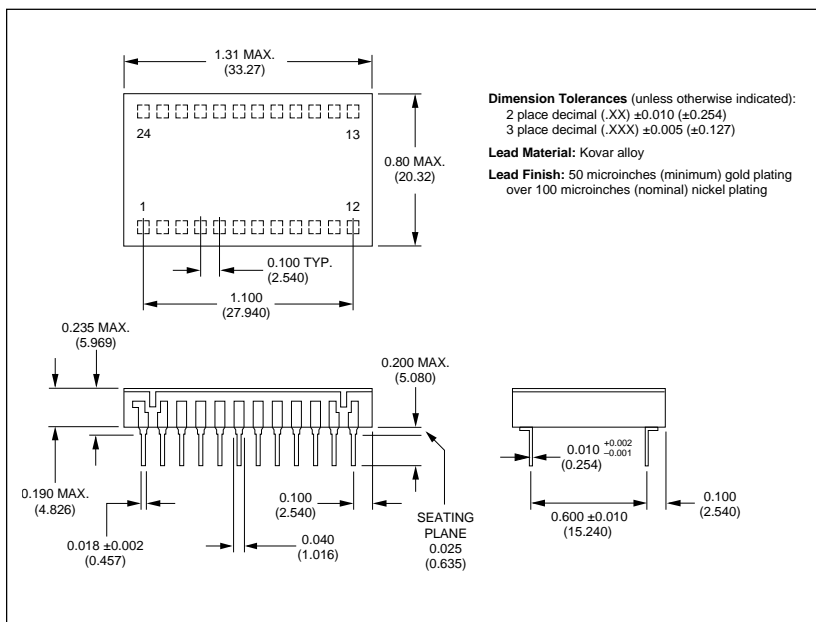 1.31 MAX.
(33.27)
24
13
1
12
0.80 MAX.
(20.32)
0.100 TYP.
(2.540)
1.100
(27.940)
Dimension Tolerances (unless otherwise indicated):
2 place decimal (.XX) ±0.010 (±0.254)
3 place decimal (.XXX) ±0.005 (±0.127)
Lead Material: Kovar alloy
Lead Finish: 50 microinches (minimum) gold plating
over 100 microinches (nominal) nickel plating
0.235 MAX.
(5.969)
0.200 MAX.
(5.080)
0.190 MAX.
(4.826)
0.018 ±0.002
(0.457)
0.100
(2.540)
0.040
(1.016)
SEATING
PLANE
0.025
(0.635)
0.010 +0.002 −0.001
(0.254)
0.600 ±0.010
(15.240)
0.100
(2.540)